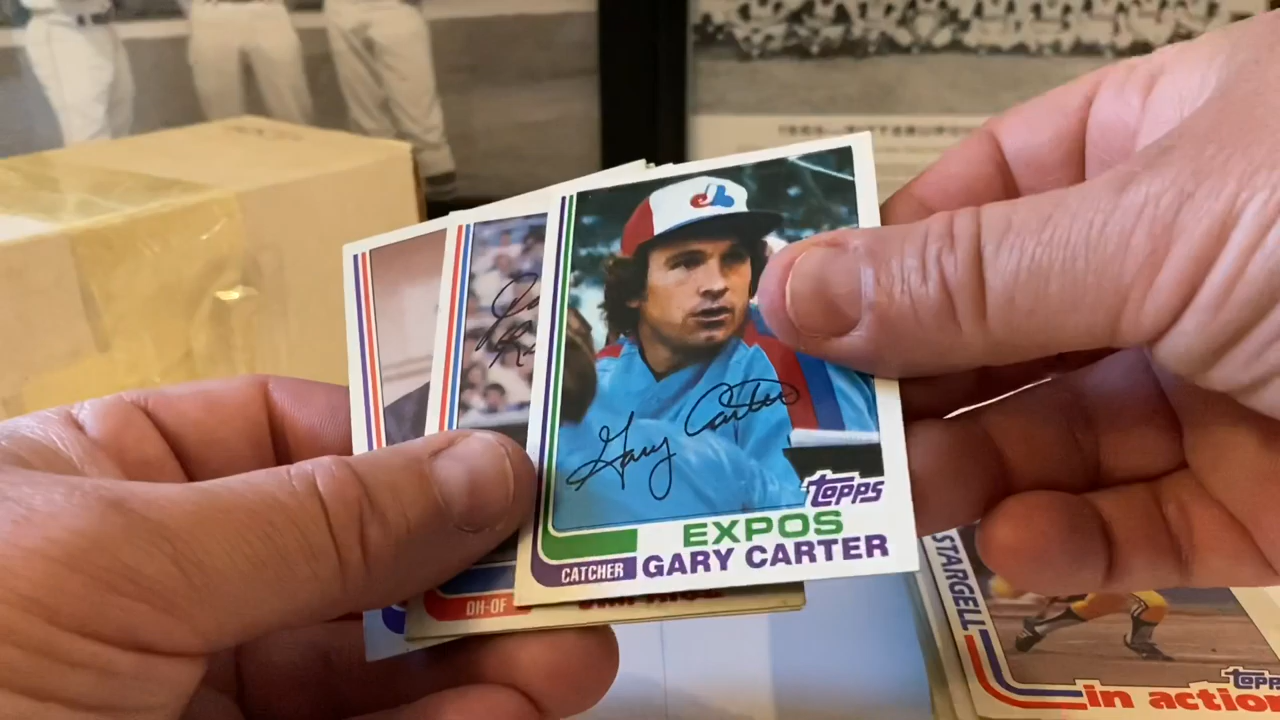 Gary Carter
TOPPS
EXPOS
CATCHER GARY CARTER
DH-OF
STARGELL
TOPPS
in action